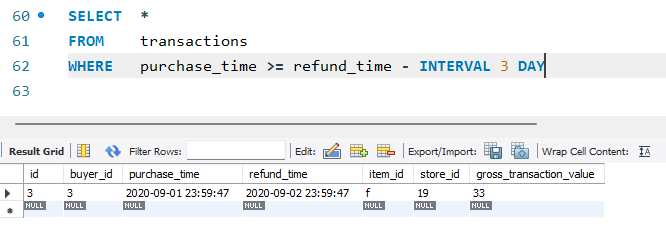 60 SELECT *
61 FROM transactions
62 WHERE purchase_time >= refund_time - INTERVAL 3 DAY
63
Result Grid Filter Rows: Edit: Export/Import: Wrap Cell Content:
id buyer_id purchase_time refund_time item_id store_id gross_transaction_value
3 3 2020-09-01 23:59:47 2020-09-02 23:59:47 f 19 33
NULL NULL NULL NULL NULL NULL NULL